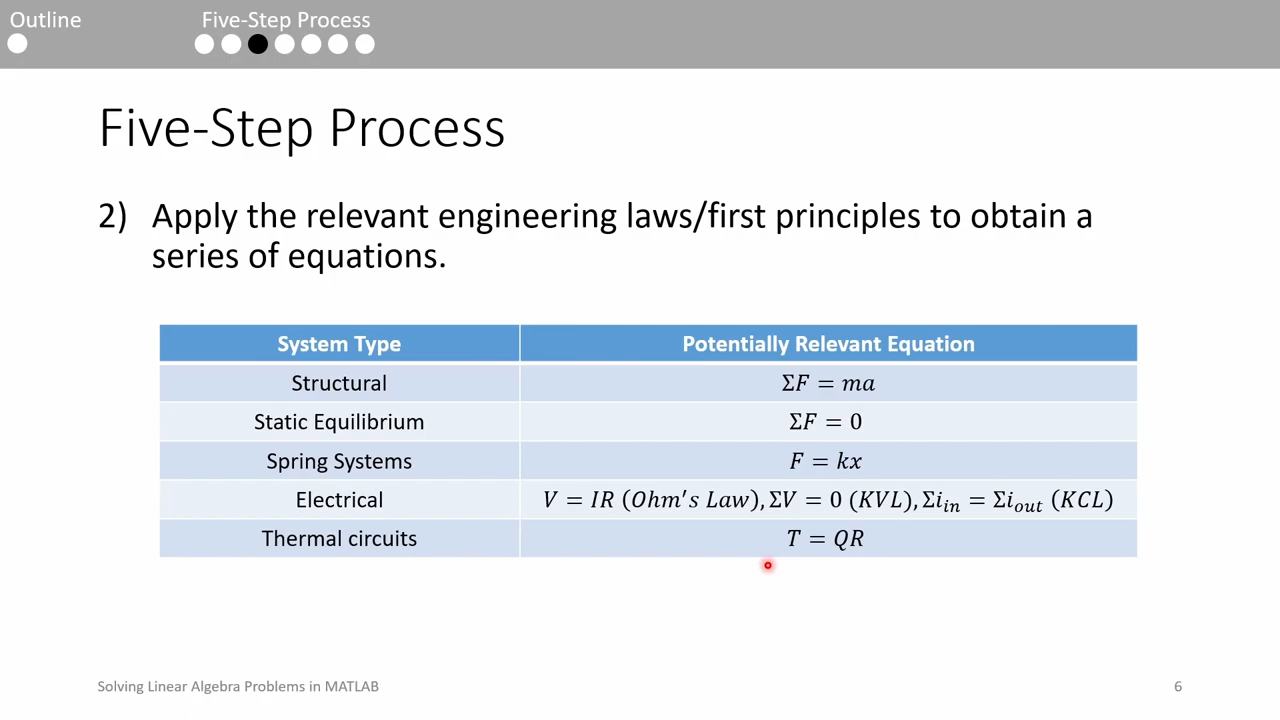 Outline
Five-Step Process
Five-Step Process
2) Apply the relevant engineering laws/first principles to obtain a
series of equations.
System Type Potentially Relevant Equation
Structural ΣF = ma
Static Equilibrium ΣF = 0
Spring Systems F = kx
Electrical V = IR (Ohm′s Law), ΣV = 0 (KVL), Σi_in = Σi_out (KCL)
Thermal circuits T = QR
Solving Linear Algebra Problems in MATLAB 6